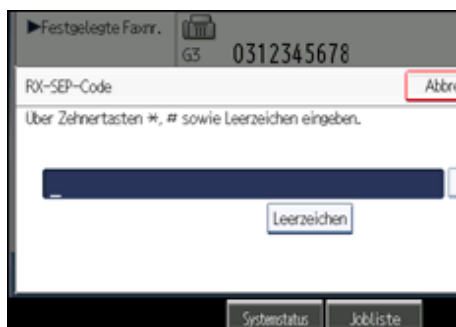 ▶Festgelegte Faxnr.
G3 0312345678
RX-SEP-Code
Abbre
Über Zehnertasten ✳, # sowie Leerzeichen eingeben.
_
Leerzeichen
Systemstatus Jobliste